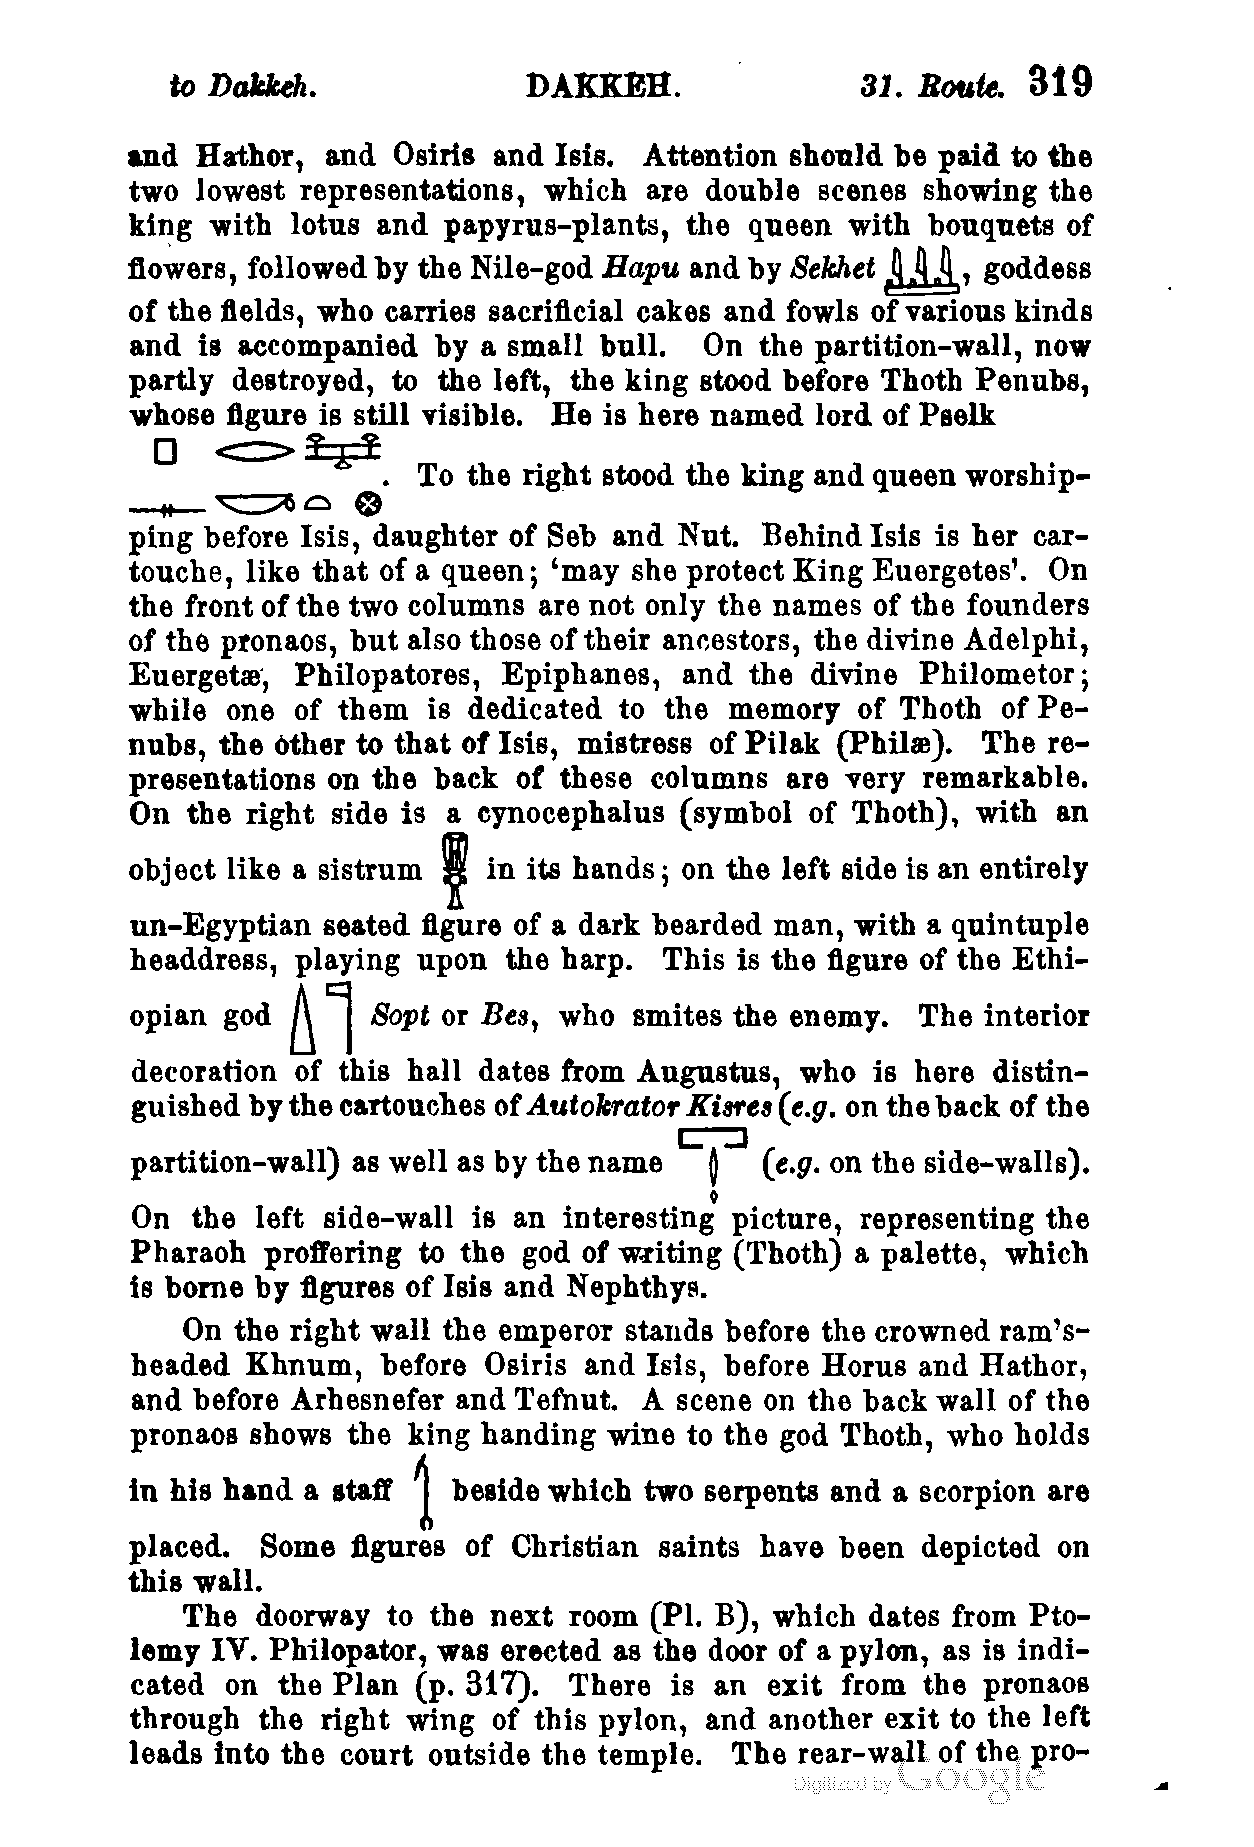 to Dakkeh. DAKKEH. 31. Route. 319
and Hathor, and Osiris and Isis. Attention should be paid to the
two lowest representations, which are double scenes showing the
king with lotus and papyrus-plants, the queen with bouquets of
flowers, followed by the Nile-god Hapu and by Sekhet , goddess
of the fields, who carries sacrificial cakes and fowls of various kinds
and is accompanied by a small bull. On the partition-wall, now
partly destroyed, to the left, the king stood before Thoth Penubs,
whose figure is still visible. He is here named lord of Pselk
. To the right stood the king and queen worship-
ping before Isis, daughter of Seb and Nut. Behind Isis is her car-
touche, like that of a queen; ‘may she protect King Euergetes’. On
the front of the two columns are not only the names of the founders
of the pronaos, but also those of their ancestors, the divine Adelphi,
Euergetæ, Philopatores, Epiphanes, and the divine Philometor;
while one of them is dedicated to the memory of Thoth of Pe-
nubs, the other to that of Isis, mistress of Pilak (Philæ). The re-
presentations on the back of these columns are very remarkable.
On the right side is a cynocephalus (symbol of Thoth), with an
object like a sistrum in its hands; on the left side is an entirely
un-Egyptian seated figure of a dark bearded man, with a quintuple
headdress, playing upon the harp. This is the figure of the Ethi-
opian god Sopt or Bes, who smites the enemy. The interior
decoration of this hall dates from Augustus, who is here distin-
guished by the cartouches of Autokrator Kisres (e.g. on the back of the
partition-wall) as well as by the name (e.g. on the side-walls).
On the left side-wall is an interesting picture, representing the
Pharaoh proffering to the god of writing (Thoth) a palette, which
is borne by figures of Isis and Nephthys.
On the right wall the emperor stands before the crowned ram's-
headed Khnum, before Osiris and Isis, before Horus and Hathor,
and before Arhesnefer and Tefnut. A scene on the back wall of the
pronaos shows the king handing wine to the god Thoth, who holds
in his hand a staff beside which two serpents and a scorpion are
placed. Some figures of Christian saints have been depicted on
this wall.
The doorway to the next room (Pl. B), which dates from Pto-
lemy IV. Philopator, was erected as the door of a pylon, as is indi-
cated on the Plan (p. 317). There is an exit from the pronaos
through the right wing of this pylon, and another exit to the left
leads into the court outside the temple. The rear-wall of the pro-
Digitized by Google